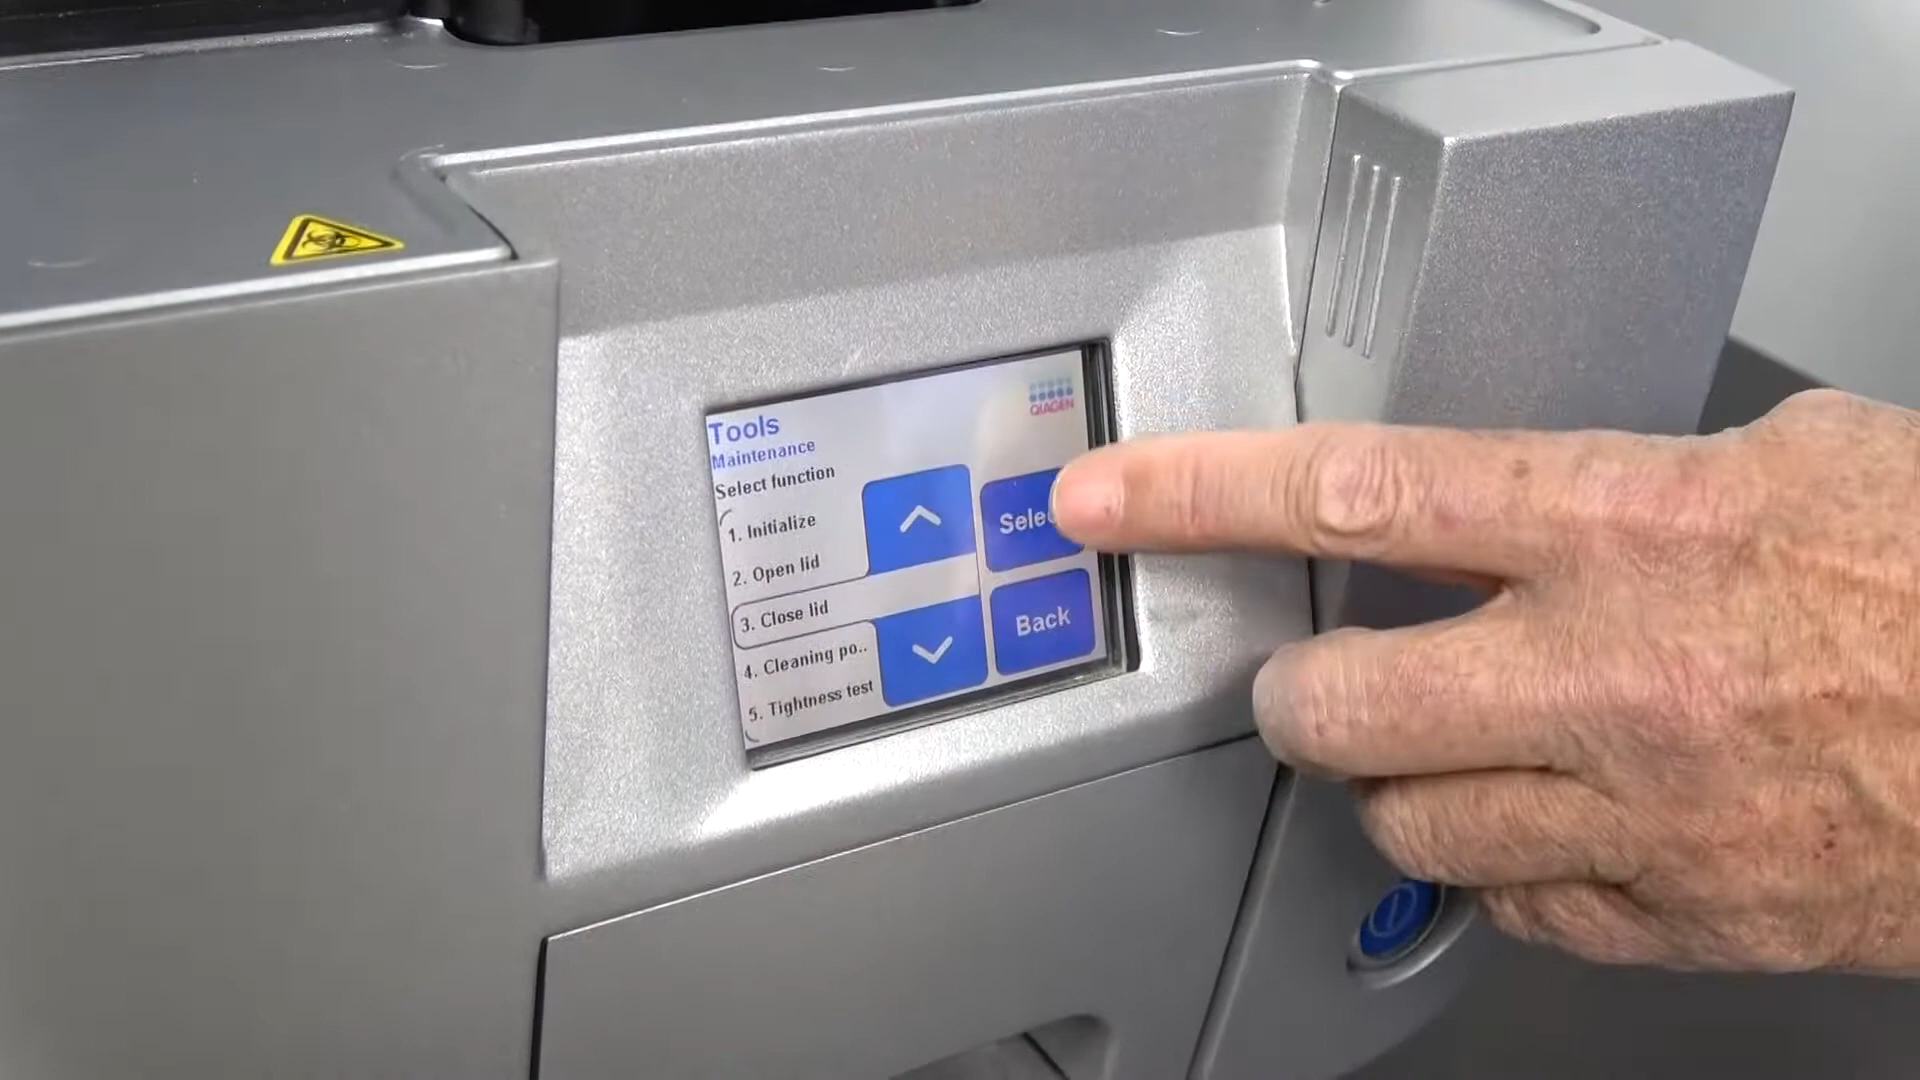 QIAGEN
Tools
Maintenance
Select function
1. Initialize
2. Open lid
3. Close lid
4. Cleaning po..
5. Tightness test
Selec
Back